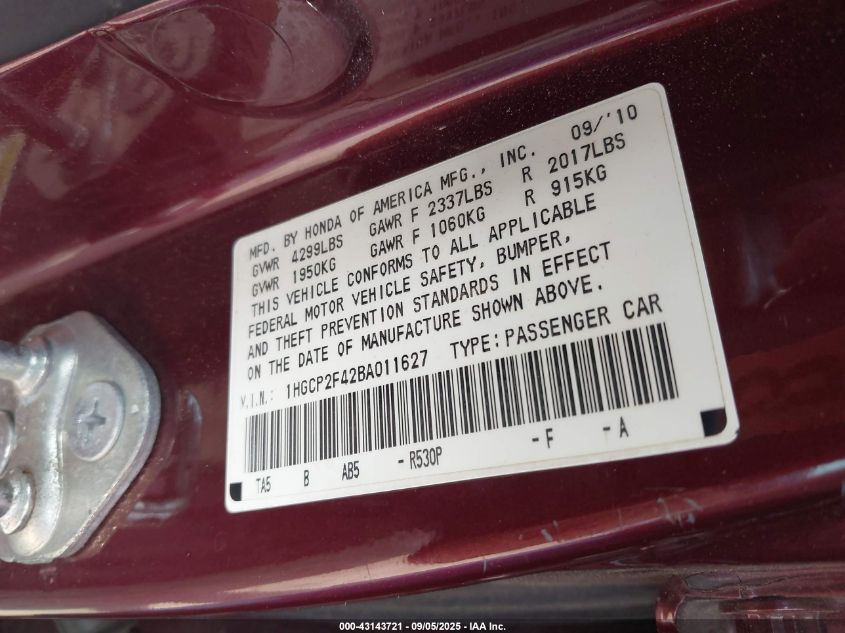 MFD. BY HONDA OF AMERICA MFG., INC. 09/'10
GVWR 4299LBS GAWR F 2337LBS R 2017LBS
GVWR 1950KG GAWR F 1060KG R 915KG
THIS VEHICLE CONFORMS TO ALL APPLICABLE
FEDERAL MOTOR VEHICLE SAFETY, BUMPER,
AND THEFT PREVENTION STANDARDS IN EFFECT
ON THE DATE OF MANUFACTURE SHOWN ABOVE.
V.I.N.: 1HGCP2F42BA011627 TYPE:PASSENGER CAR
TA5 B AB5 -R530P -F -A
000-43143721 - 09/05/2025 - IAA Inc.